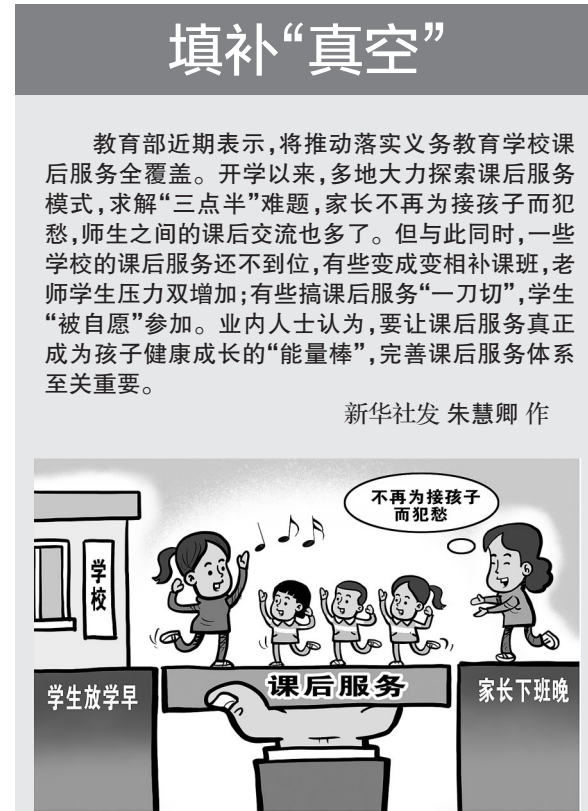 填补“真空”
教育部近期表示,将推动落实义务教育学校课
后服务全覆盖。开学以来,多地大力探索课后服务
模式,求解“三点半”难题,家长不再为接孩子而犯
愁,师生之间的课后交流也多了。但与此同时,一些
学校的课后服务还不到位,有些变成变相补课班,老
师学生压力双增加;有些搞课后服务“一刀切”,学生
“被自愿”参加。业内人士认为,要让课后服务真正
成为孩子健康成长的“能量棒”,完善课后服务体系
至关重要。
新华社发 朱慧卿 作
不再为接孩子
而犯愁
学校
学生放学早
课后服务
家长下班晚